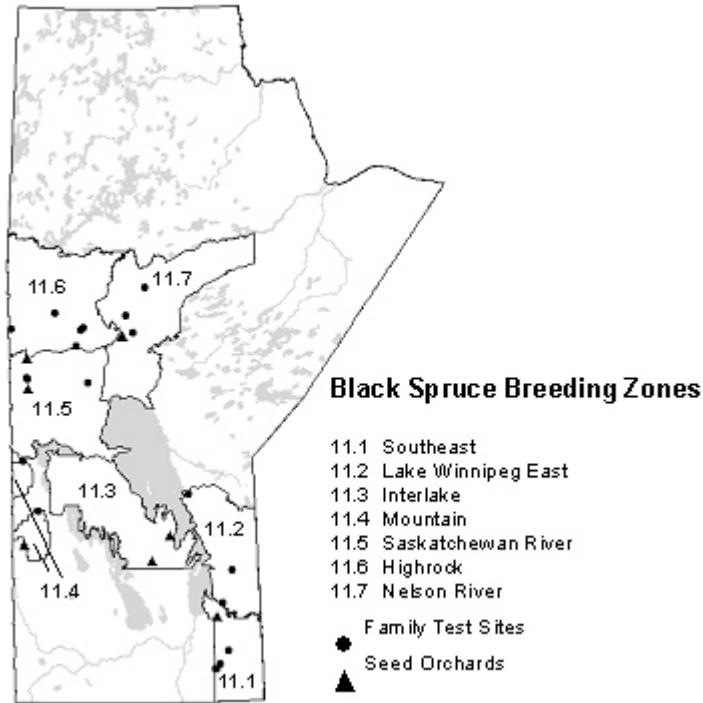 11.6
11.7
11.5
11.3
11.2
11.4
11.1
Black Spruce Breeding Zones
11.1 Southeast
11.2 Lake Winnipeg East
11.3 Interlake
11.4 Mountain
11.5 Saskatchewan River
11.6 Highrock
11.7 Nelson River
Family Test Sites
Seed Orchards